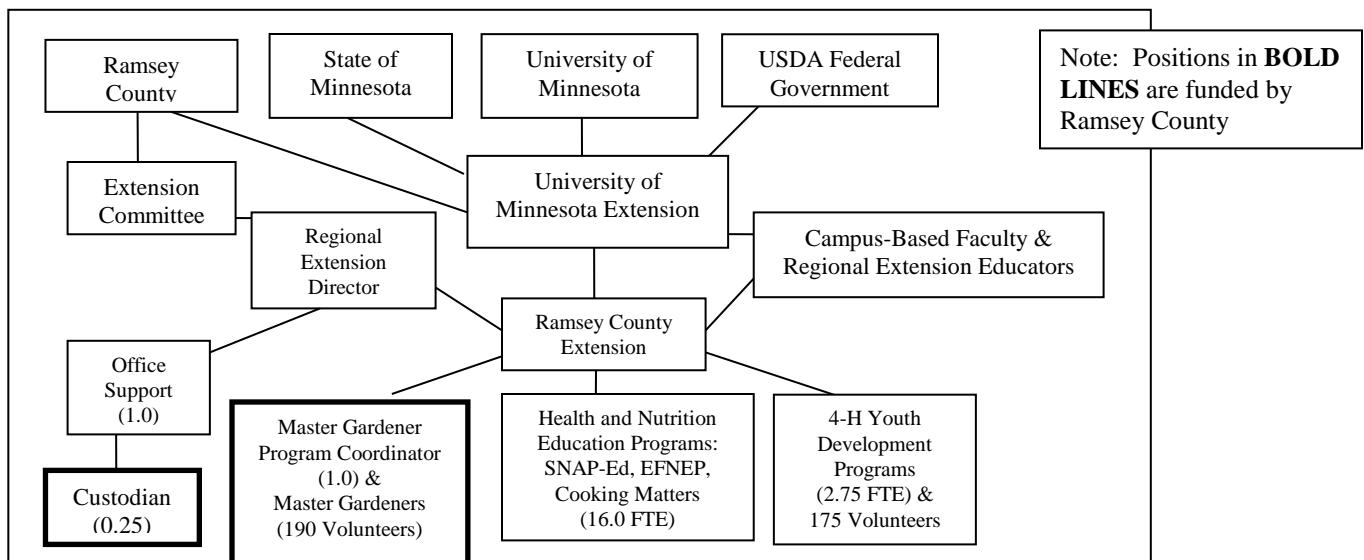 Ramsey
County
State of
Minnesota
University of
Minnesota
USDA Federal
Government
Note: Positions in BOLD
LINES are funded by
Ramsey County
Extension
Committee
University of
Minnesota Extension
Regional
Extension
Director
Campus-Based Faculty &
Regional Extension Educators
Ramsey County
Extension
Office
Support
(1.0)
Master Gardener
Program Coordinator
(1.0) &
Master Gardeners
(190 Volunteers)
Health and Nutrition
Education Programs:
SNAP-Ed, EFNEP,
Cooking Matters
(16.0 FTE)
4-H Youth
Development
Programs
(2.75 FTE) &
175 Volunteers
Custodian
(0.25)